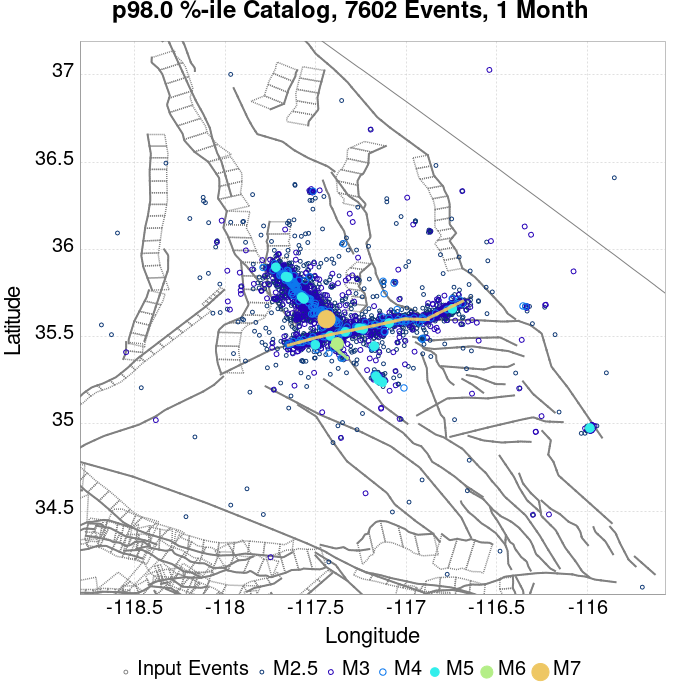 p98.0 %-ile Catalog, 7602 Events, 1 Month
37
36.5
36
35.5
35
34.5
Latitude
-118.5 -118 -117.5 -117 -116.5 -116
Longitude
Input Events M2.5 M3 M4 M5 M6 M7